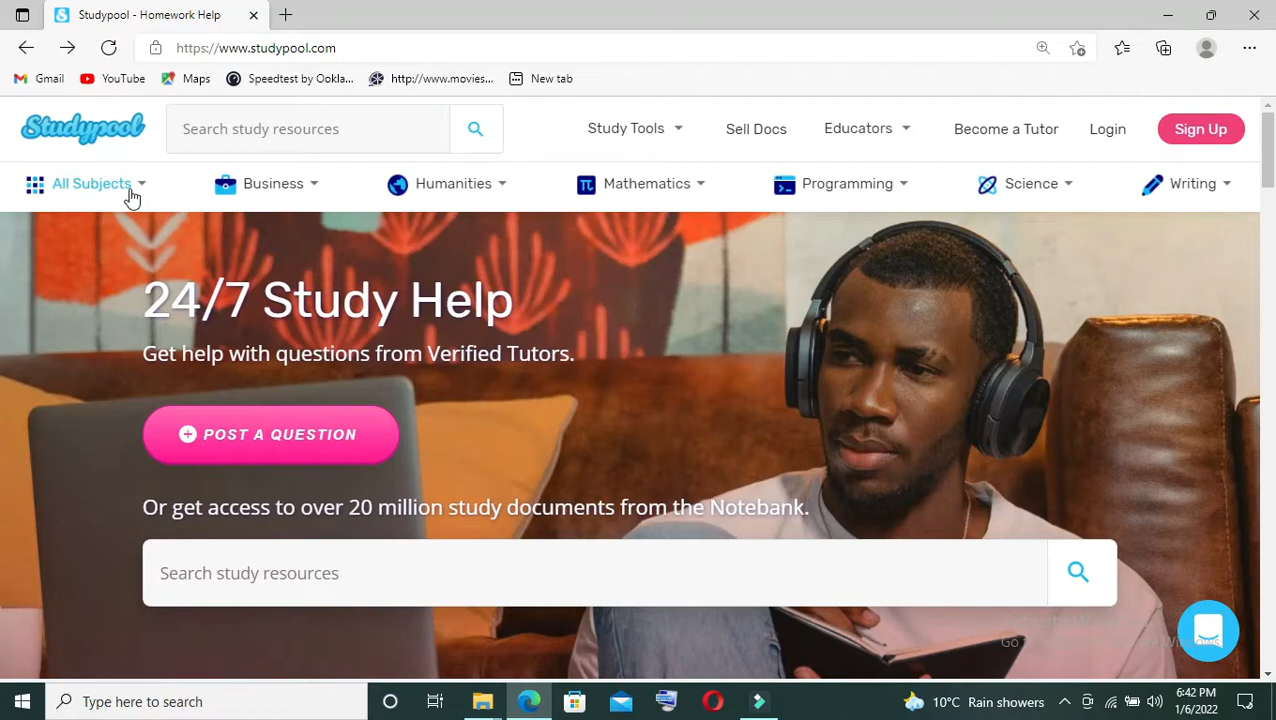 Studypool - Homework Help
https://www.studypool.com
Gmail
YouTube
Maps
Speedtest by Ookla...
http://www.movies...
New tab
Studypool
Search study resources
Study Tools
Sell Docs
Educators
Become a Tutor
Login
Sign Up
All Subjects
Business
Humanities
Mathematics
Programming
Science
Writing
24/7 Study Help
Get help with questions from Verified Tutors.
POST A QUESTION
Or get access to over 20 million study documents from the Notebank.
Search study resources
Go
Type here to search
10°C Rain showers
6:42 PM
1/6/2022